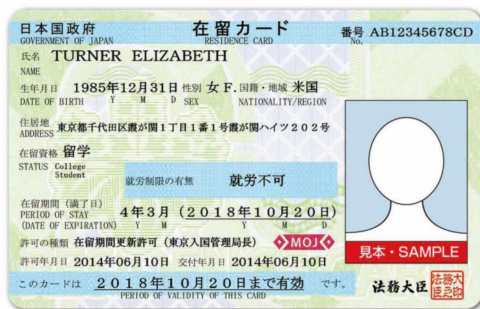 日本国政府 在留カード 番号 AB12345678CD
GOVERNMENT OF JAPAN RESIDENCE CARD No.
氏名 TURNER ELIZABETH
NAME
生年月日 1985年12月31日 性別 女 F. 国籍・地域 米国
DATE OF BIRTH Y M D SEX NATIONALITY/REGION
住居地 東京都千代田区霞が関1丁目1番1号霞が関ハイツ202号
ADDRESS
在留資格 留学
STATUS College
Student
就労制限の有無 就労不可
在留期間(満了日) 4年3月(2018年10月20日)
PERIOD OF STAY
(DATE OF EXPIRATION) Y M Y M D
許可の種類 在留期間更新許可(東京入国管理局長) MOJ
見本・SAMPLE
許可年月日 2014年06月10日 交付年月日 2014年06月10日
このカードは 2018年10月20日まで有効 です。
PERIOD OF VALIDITY OF THIS CARD
法務大臣 法務大臣之印